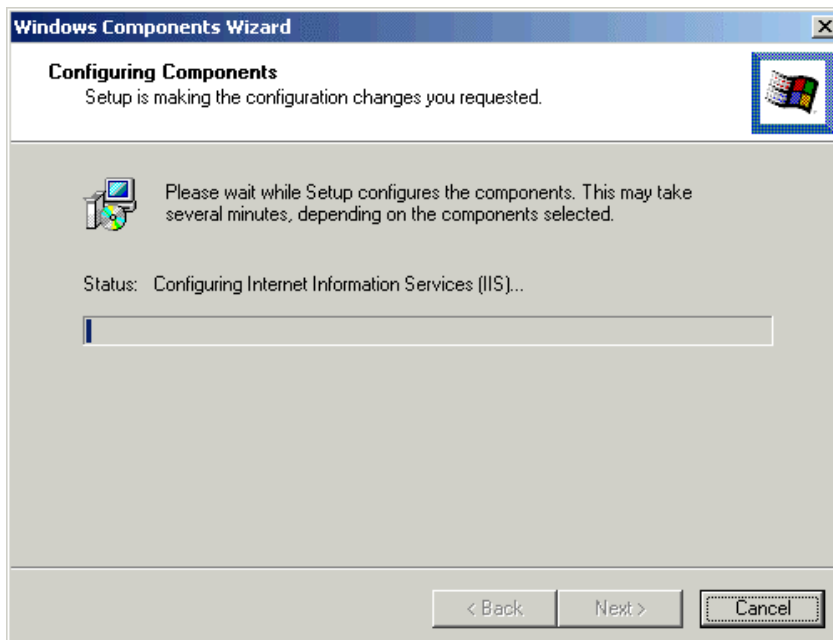 Windows Components Wizard
Configuring Components
Setup is making the configuration changes you requested.
Please wait while Setup configures the components. This may take
several minutes, depending on the components selected.
Status: Configuring Internet Information Services (IIS)...
< Back Next > Cancel